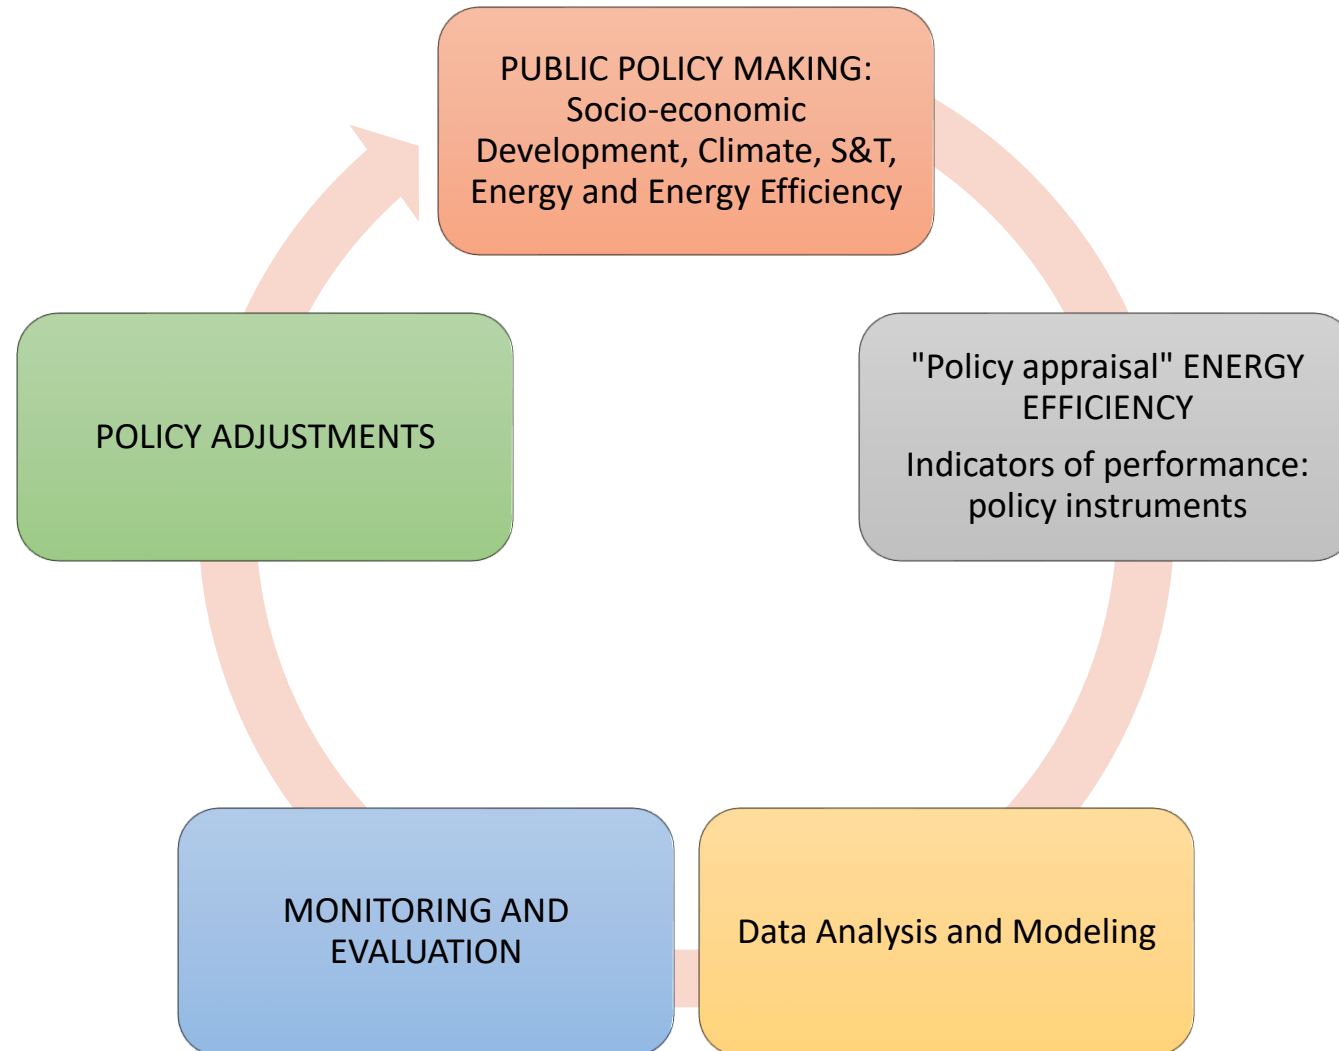 PUBLIC POLICY MAKING:
Socio-economic
Development, Climate, S&T,
Energy and Energy Efficiency
"Policy appraisal" ENERGY
EFFICIENCY
Indicators of performance:
policy instruments
POLICY ADJUSTMENTS
MONITORING AND
EVALUATION
Data Analysis and Modeling